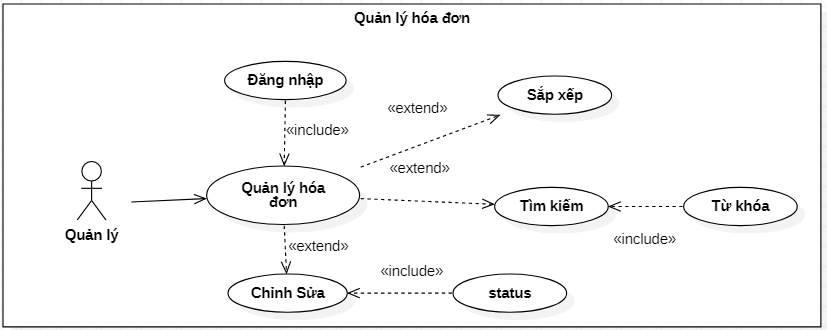 Quản lý hóa đơn
Đăng nhập
Sắp xếp
«extend»
«include»
«extend»
Quản lý hóa
đơn
Tìm kiếm
Từ khóa
Quản lý
«include»
«extend»
«include»
Chỉnh Sửa
status